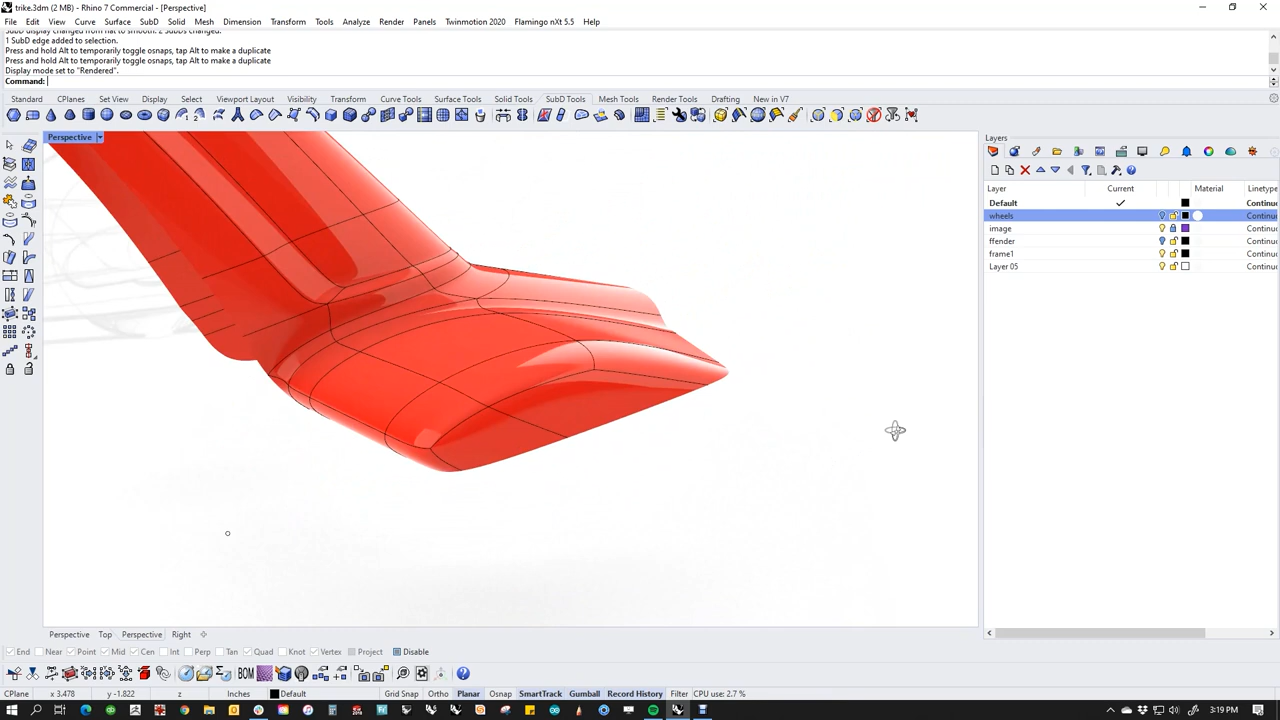 trike.3dm (2 MB) - Rhino 7 Commercial - [Perspective]
File Edit View Curve Surface SubD Solid Mesh Dimension Transform Tools Analyze Render Panels Twinmotion 2020 Flamingo nXt 5.5 Help
SubD display changed from flat to smooth: 2 SubDs changed.
1 SubD edge added to selection.
Press and hold Alt to temporarily toggle osnaps, tap Alt to make a duplicate
Press and hold Alt to temporarily toggle osnaps, tap Alt to make a duplicate
Display mode set to "Rendered".
Command:
Standard CPlanes Set View Display Select Viewport Layout Visibility Transform Curve Tools Surface Tools Solid Tools SubD Tools Mesh Tools Render Tools Drafting New in V7
Perspective
Layers
Layer Current Material Linetype
Default Continuo
wheels Continuo
image Continuo
ffender Continuo
frame1 Continuo
Layer 05 Continuo
Perspective Top Perspective Right
End Near Point Mid Cen Int Perp Tan Quad Knot Vertex Project Disable
BOM
CPlane x 3.478 y -1.822 z Inches Default Grid Snap Ortho Planar Osnap SmartTrack Gumball Record History Filter CPU use: 2.7 %
3:19 PM